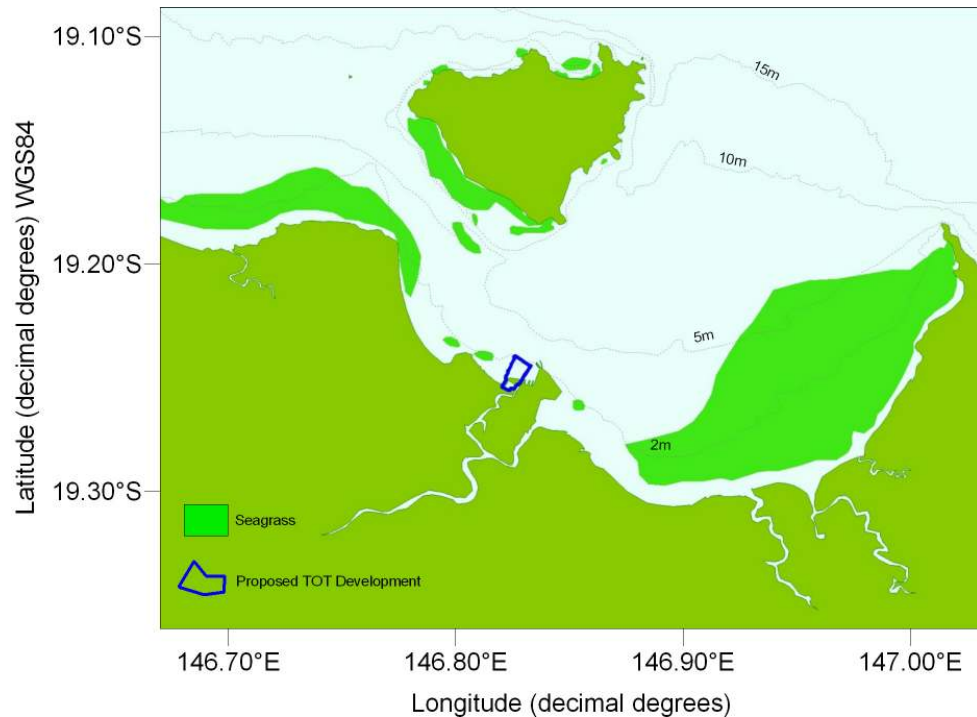 19.10°S
15m
10m
Latitude (decimal degrees) WGS84
19.20°S
5m
2m
19.30°S
Seagrass
Proposed TOT Development
146.70°E
146.80°E
146.90°E
147.00°E
Longitude (decimal degrees)